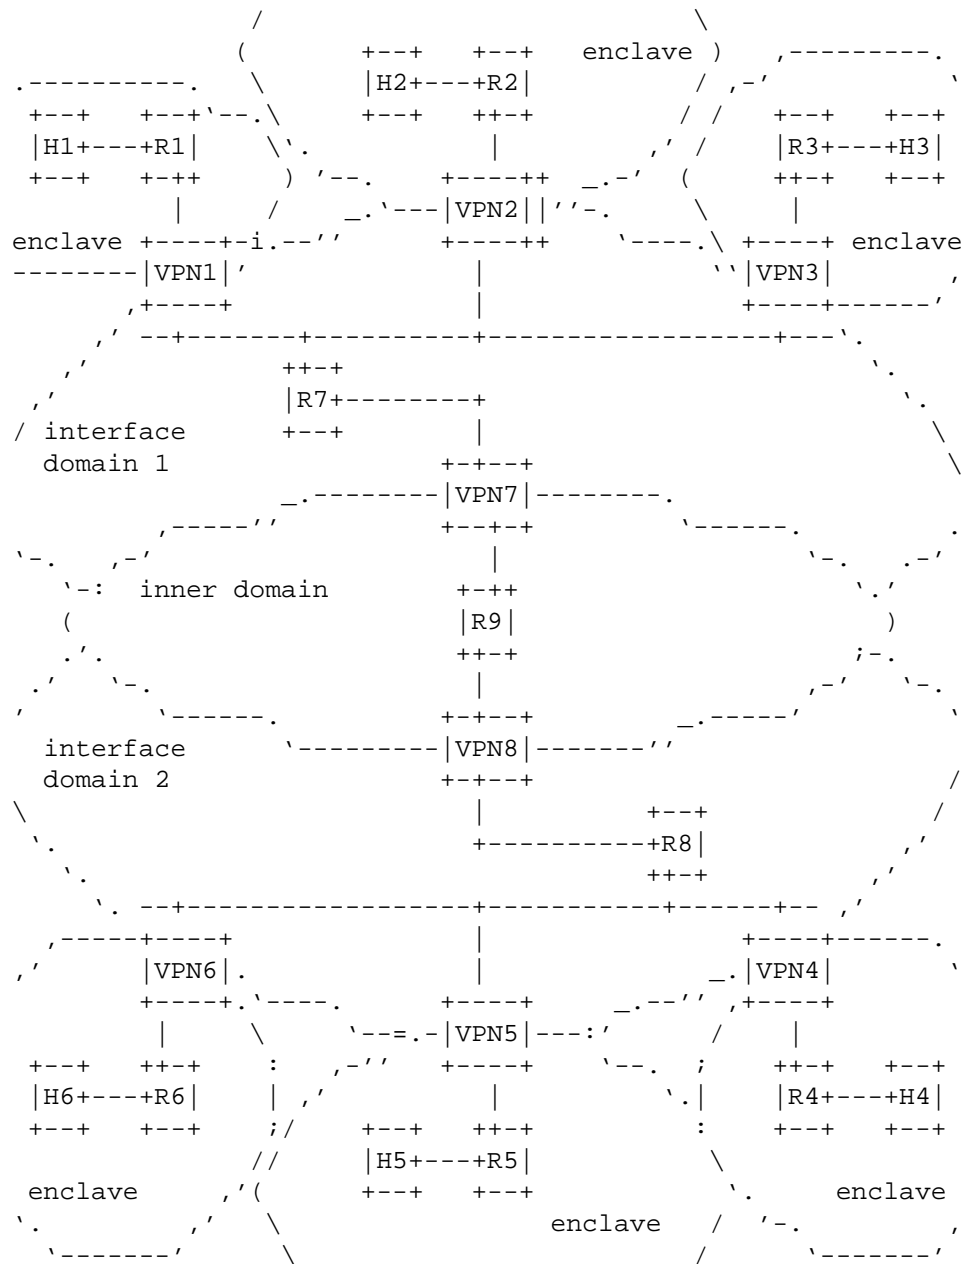 enclave
H2 R2
H1 R1 R3 H3
VPN2
enclave enclave
VPN1 VPN3
R7
interface
domain 1
VPN7
inner domain
R9
interface VPN8
domain 2
R8
VPN6 VPN4
VPN5
H6 R6 R4 H4
H5 R5
enclave enclave
enclave